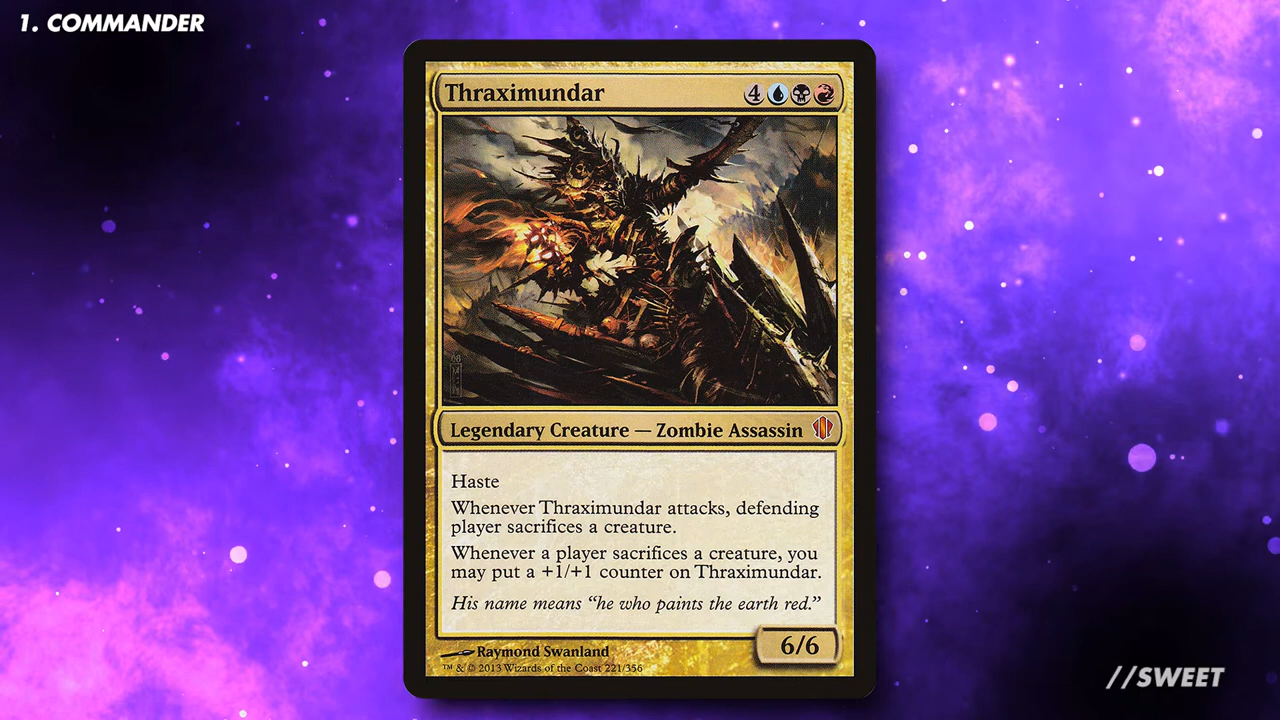 1. COMMANDER
Thraximundar 4
Legendary Creature — Zombie Assassin
Haste
Whenever Thraximundar attacks, defending
player sacrifices a creature.
Whenever a player sacrifices a creature, you
may put a +1/+1 counter on Thraximundar.
His name means “he who paints the earth red.”
6/6
Raymond Swanland
™ & © 2013 Wizards of the Coast 221/356
//SWEET